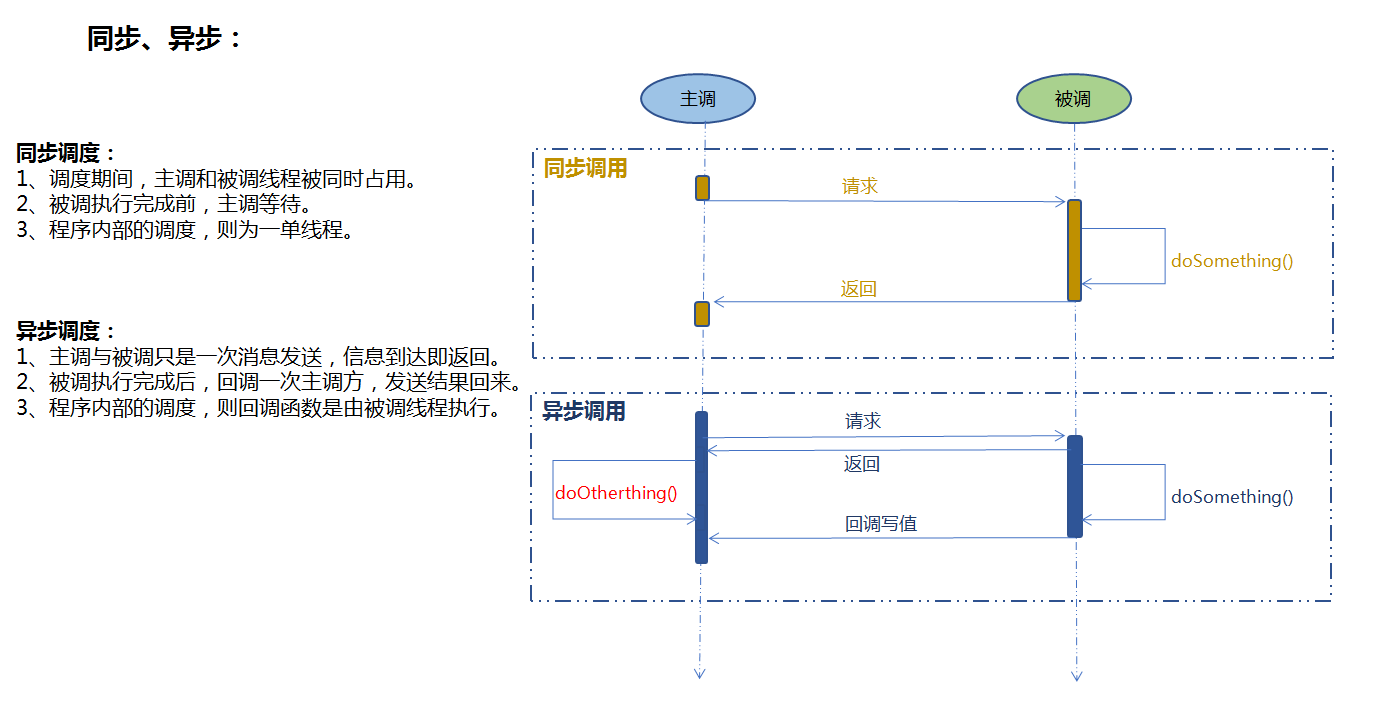 同步、异步：
主调
被调
同步调度：
1、调度期间，主调和被调线程被同时占用。
2、被调执行完成前，主调等待。
3、程序内部的调度，则为一单线程。
同步调用
请求
doSomething()
返回
异步调度：
1、主调与被调只是一次消息发送，信息到达即返回。
2、被调执行完成后，回调一次主调方，发送结果回来。
3、程序内部的调度，则回调函数是由被调线程执行。
异步调用
请求
返回
doOtherthing()
doSomething()
回调写值